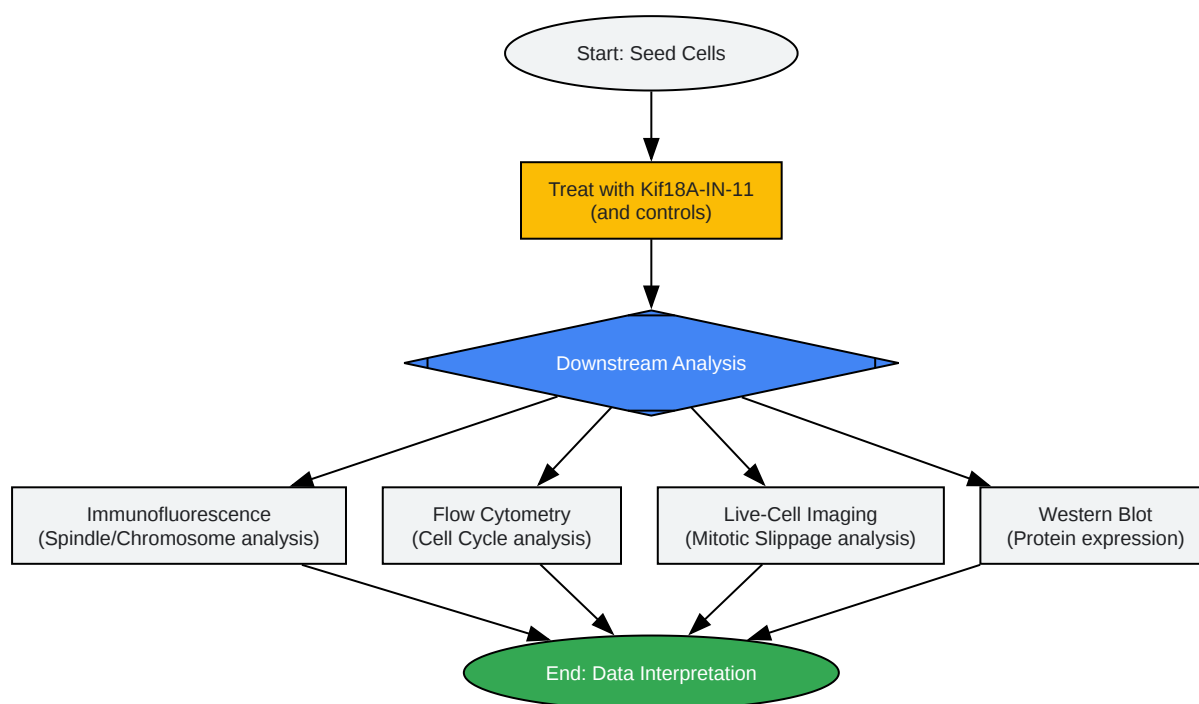 Start: Seed Cells
Treat with Kif18A-IN-11
(and controls)
Downstream Analysis
Immunofluorescence
(Spindle/Chromosome analysis)
Flow Cytometry
(Cell Cycle analysis)
Live-Cell Imaging
(Mitotic Slippage analysis)
Western Blot
(Protein expression)
End: Data Interpretation